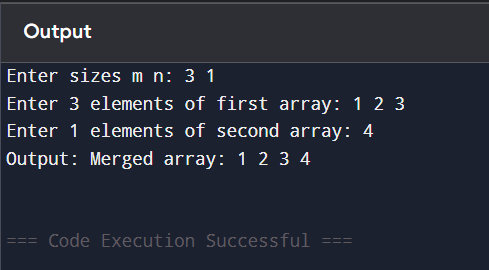 Output
Enter sizes m n: 3 1
Enter 3 elements of first array: 1 2 3
Enter 1 elements of second array: 4
Output: Merged array: 1 2 3 4
=== Code Execution Successful ===